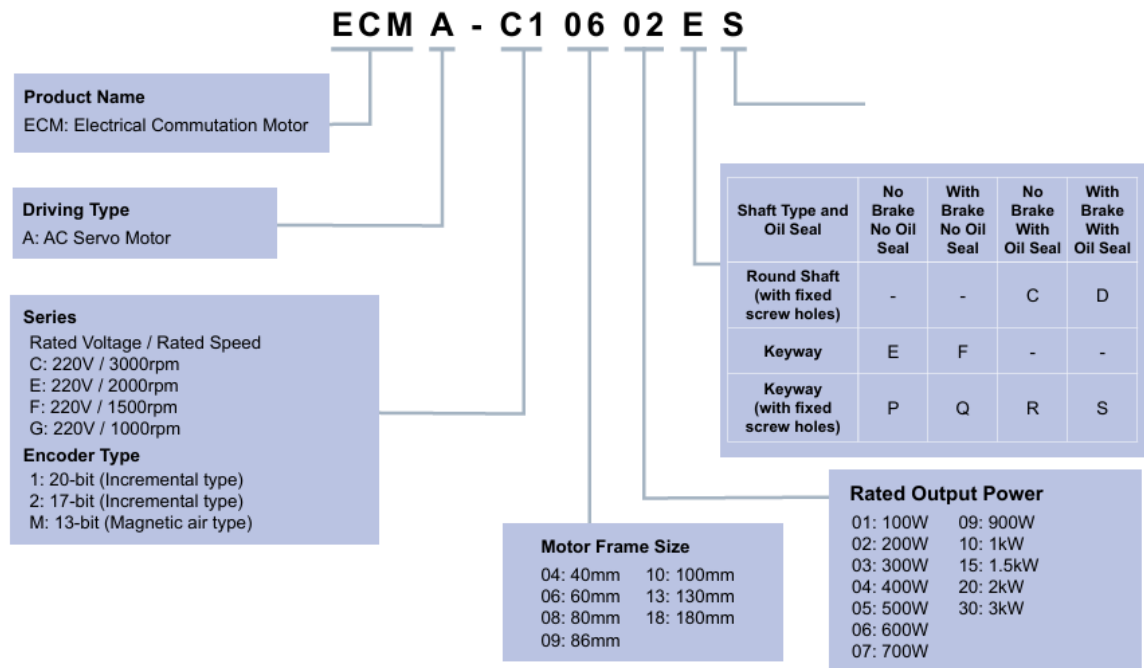 ECM A - C1 06 02 E S
Product Name
ECM: Electrical Commutation Motor
Driving Type
A: AC Servo Motor
Series
Rated Voltage / Rated Speed
C: 220V / 3000rpm
E: 220V / 2000rpm
F: 220V / 1500rpm
G: 220V / 1000rpm
Encoder Type
1: 20-bit (Incremental type)
2: 17-bit (Incremental type)
M: 13-bit (Magnetic air type)
Shaft Type and
Oil Seal
No
Brake
No Oil
Seal
With
Brake
No Oil
Seal
No
Brake
With
Oil Seal
With
Brake
With
Oil Seal
Round Shaft
(with fixed
screw holes)
- - C D
Keyway
E F - -
Keyway
(with fixed
screw holes)
P Q R S
Motor Frame Size
04: 40mm 10: 100mm
06: 60mm 13: 130mm
08: 80mm 18: 180mm
09: 86mm
Rated Output Power
01: 100W 09: 900W
02: 200W 10: 1kW
03: 300W 15: 1.5kW
04: 400W 20: 2kW
05: 500W 30: 3kW
06: 600W
07: 700W